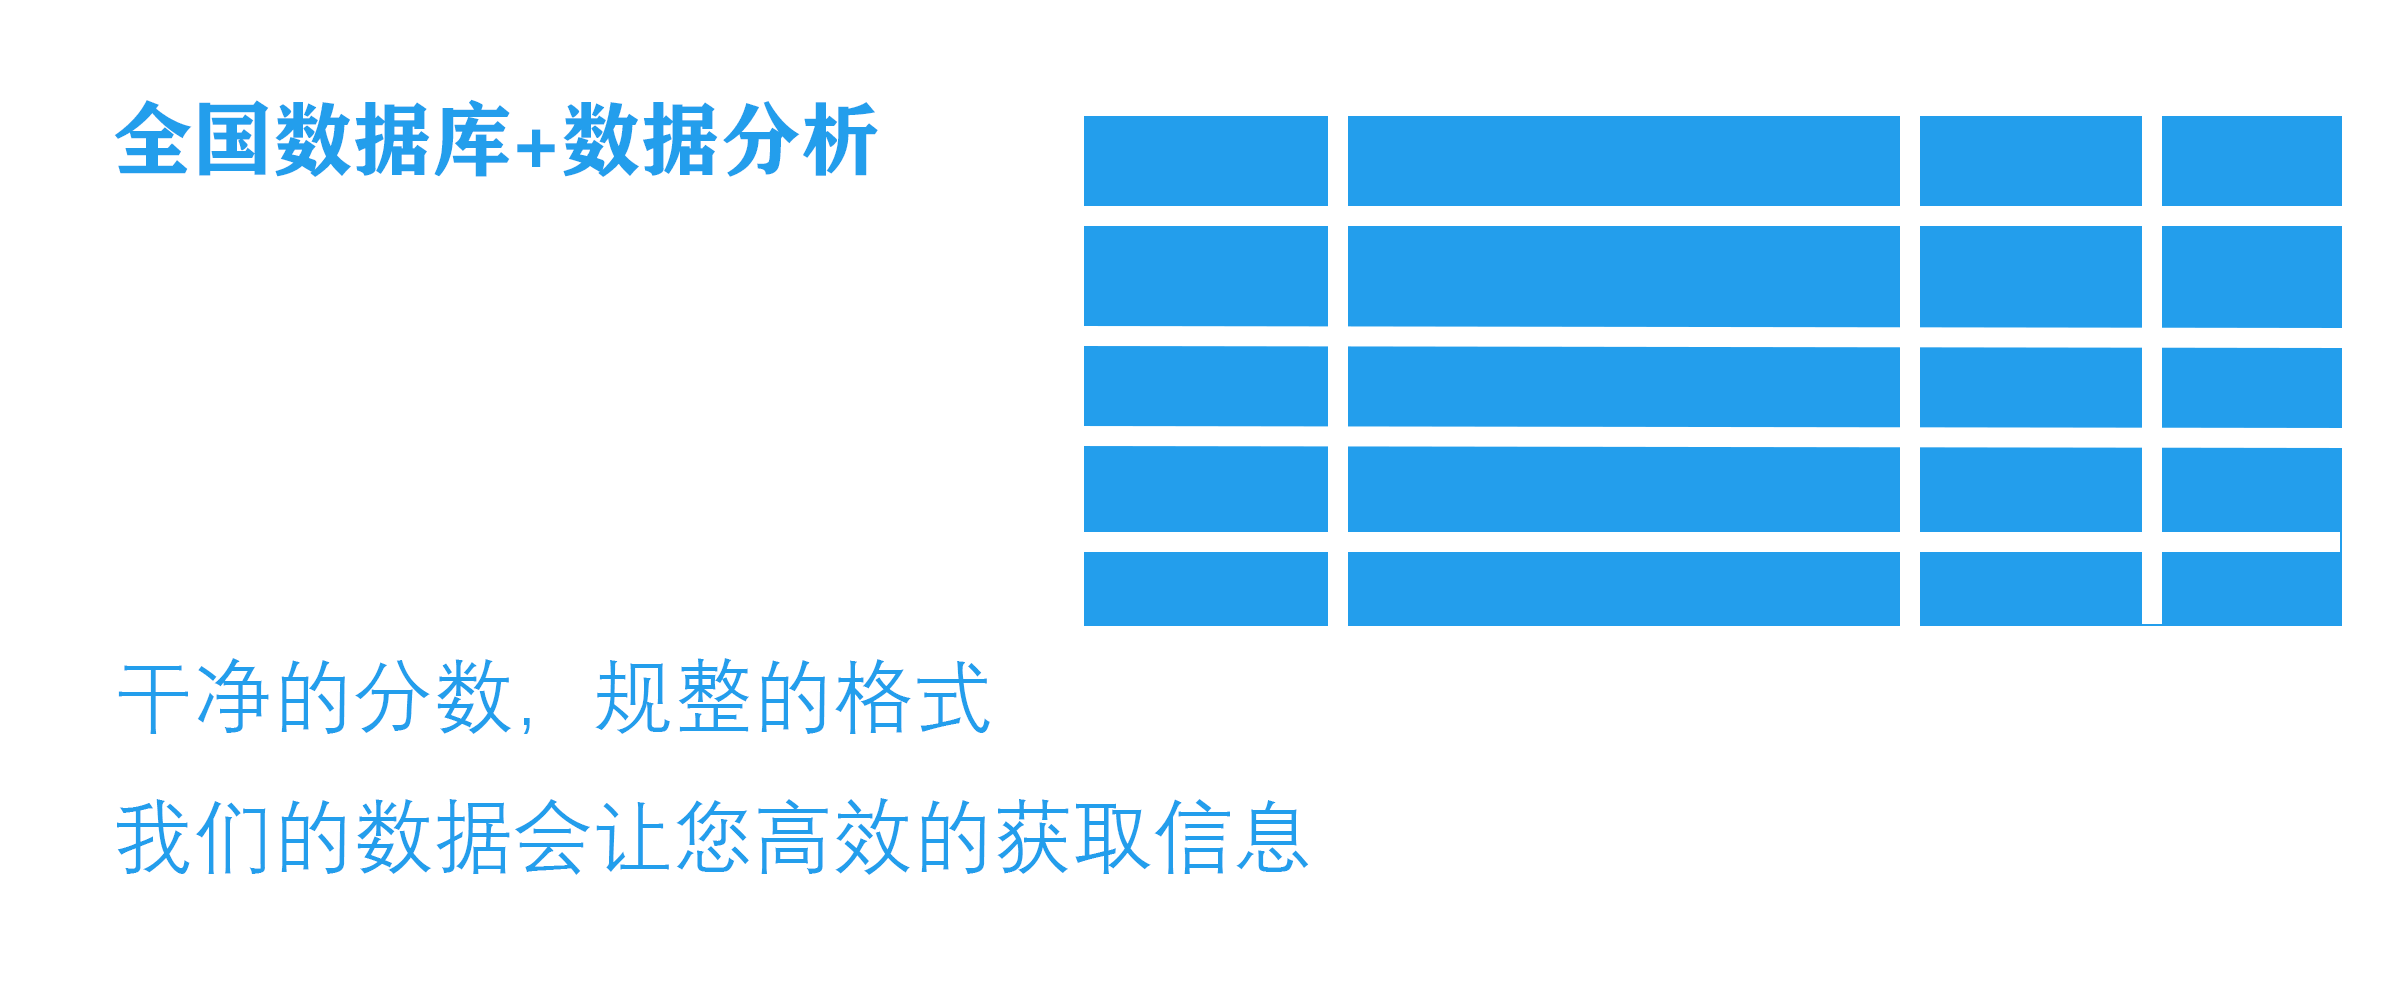 全国数据库+数据分析
干净的分数，规整的格式
我们的数据会让您高效的获取信息